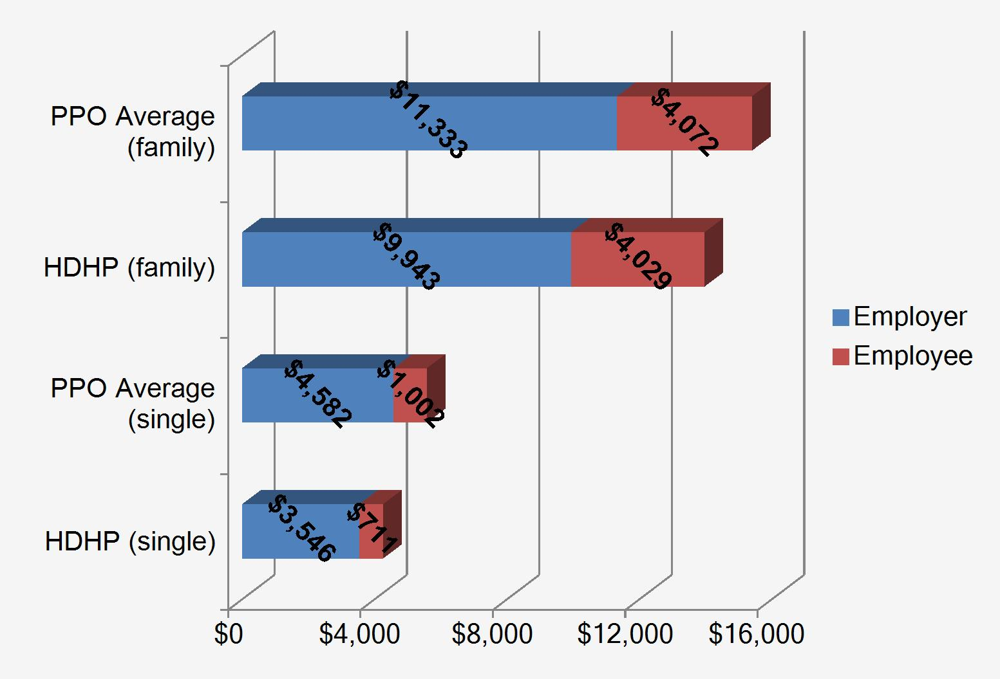 PPO Average
(family)
$11,333
$4,072
HDHP (family)
$9,943
$4,029
PPO Average
(single)
$4,582
$1,002
HDHP (single)
$3,546
$711
$0
$4,000
$8,000
$12,000
$16,000
Employer
Employee